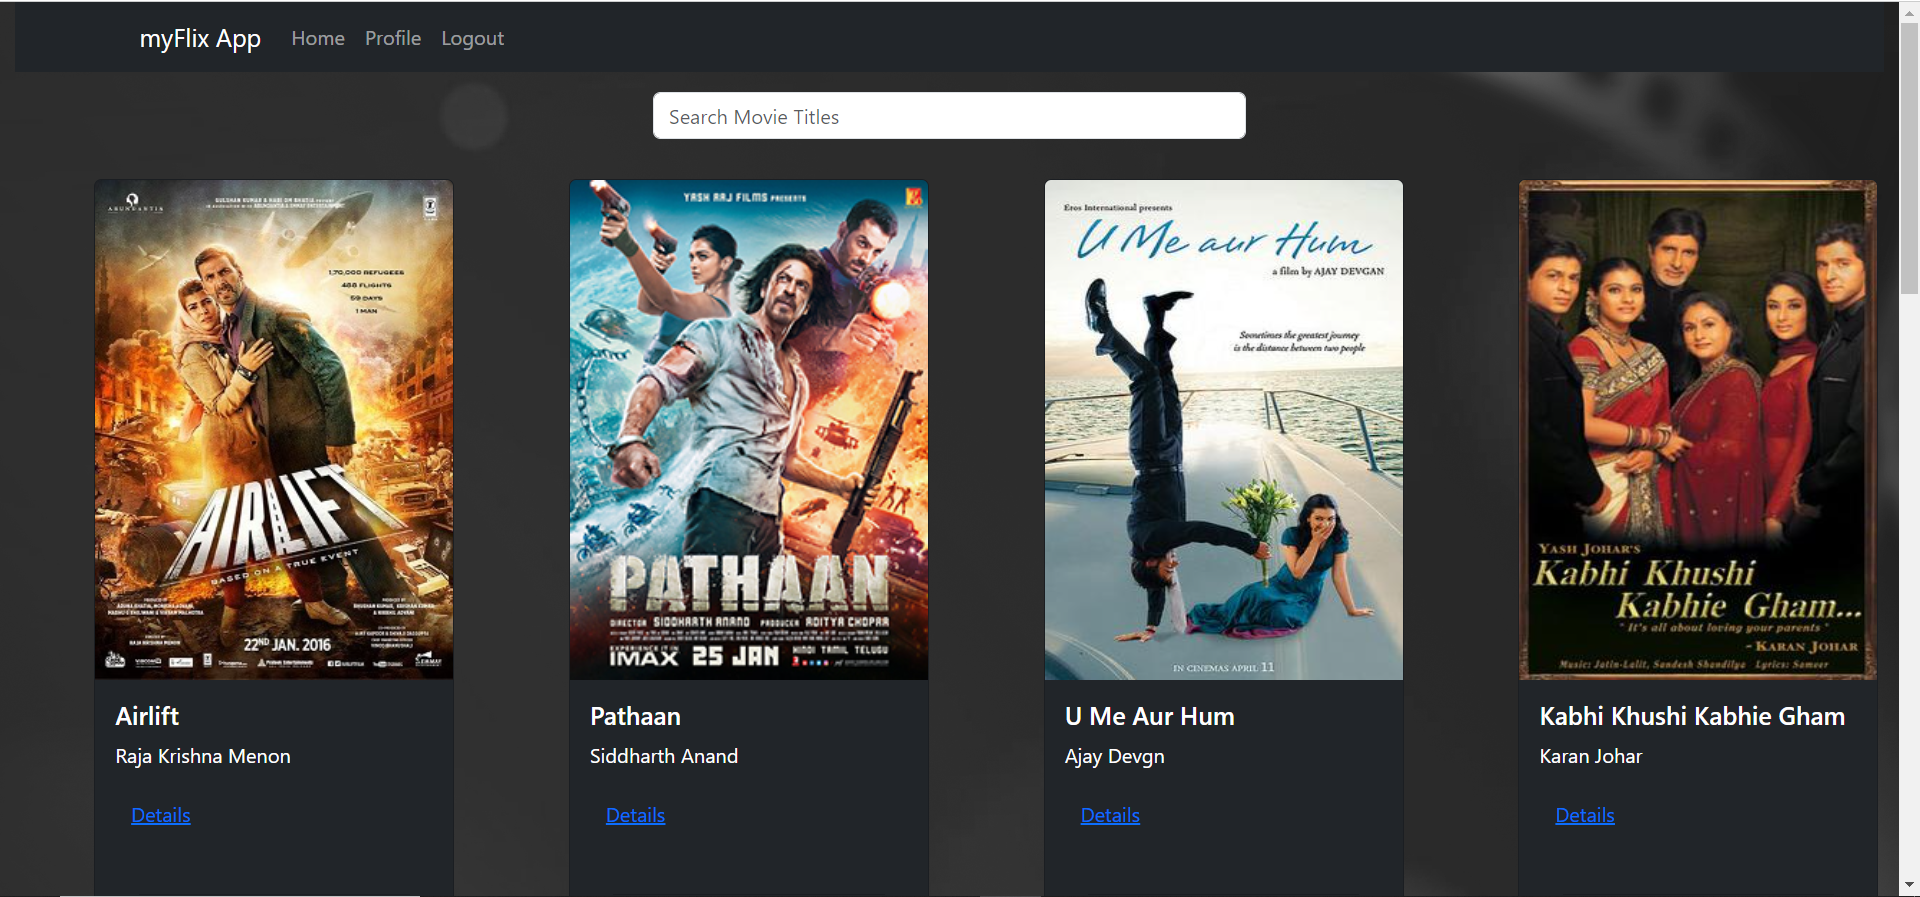 myFlix App Home Profile Logout
Search Movie Titles
ABUNDANTIA
1,70,000 REFUGEES
488 FLIGHTS
59 DAYS
1 MAN
AIRLIFT
BASED ON A TRUE EVENT
22ND JAN. 2016
YASH RAJ FILMS PRESENTS
PATHAAN
DIRECTOR SIDDHARTH ANAND PRODUCER ADITYA CHOPRA
EXPERIENCE IT IN
IMAX 25 JAN HINDI TAMIL TELUGU
Eros International presents
U Me aur Hum
a film by AJAY DEVGAN
Sometimes the greatest journey
is the distance between two people
IN CINEMAS APRIL 11
YASH JOHAR'S
Kabhi Khushi
Kabhie Gham...
"It's all about loving your parents"
- KARAN JOHAR
Music: Jatin-Lalit, Sandesh Shandilya Lyrics: Sameer
Airlift
Raja Krishna Menon
Details
Pathaan
Siddharth Anand
Details
U Me Aur Hum
Ajay Devgn
Details
Kabhi Khushi Kabhie Gham
Karan Johar
Details